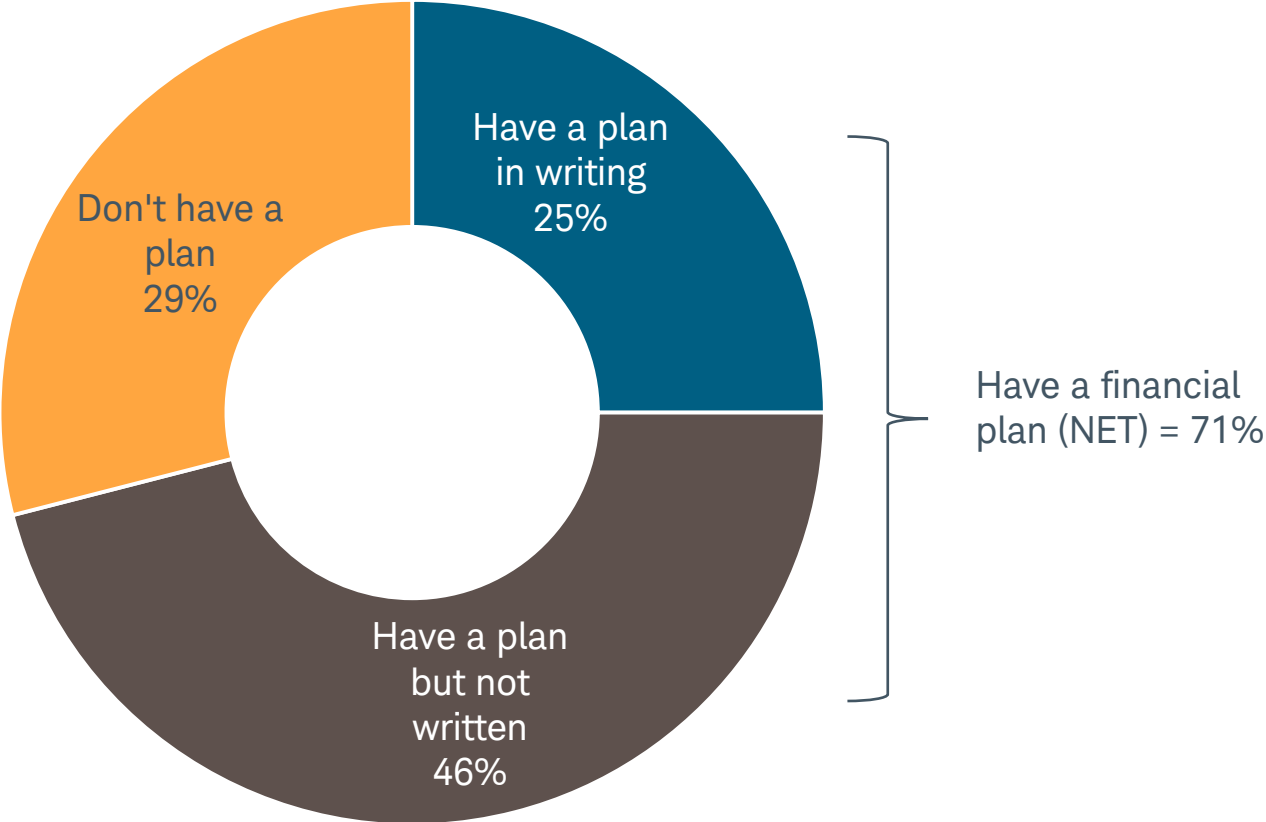 Have a plan
in writing
25%
Don't have a
plan
29%
Have a financial
plan (NET) = 71%
Have a plan
but not
written
46%